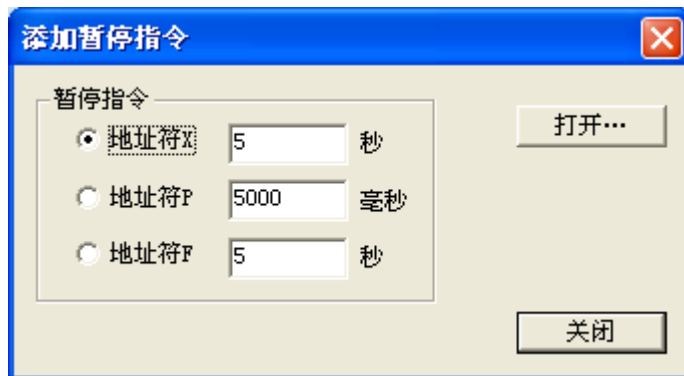 添加暂停指令
暂停指令
地址符X 5 秒
打开…
地址符P 5000 毫秒
地址符F 5 秒
关闭